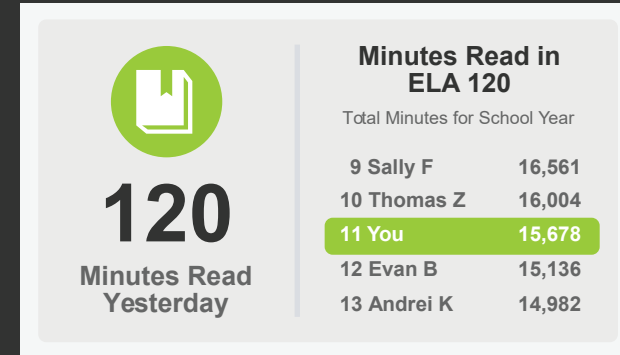 120
Minutes Read
Yesterday
Minutes Read in
ELA 120
Total Minutes for School Year
9 Sally F 16,561
10 Thomas Z 16,004
11 You 15,678
12 Evan B 15,136
13 Andrei K 14,982